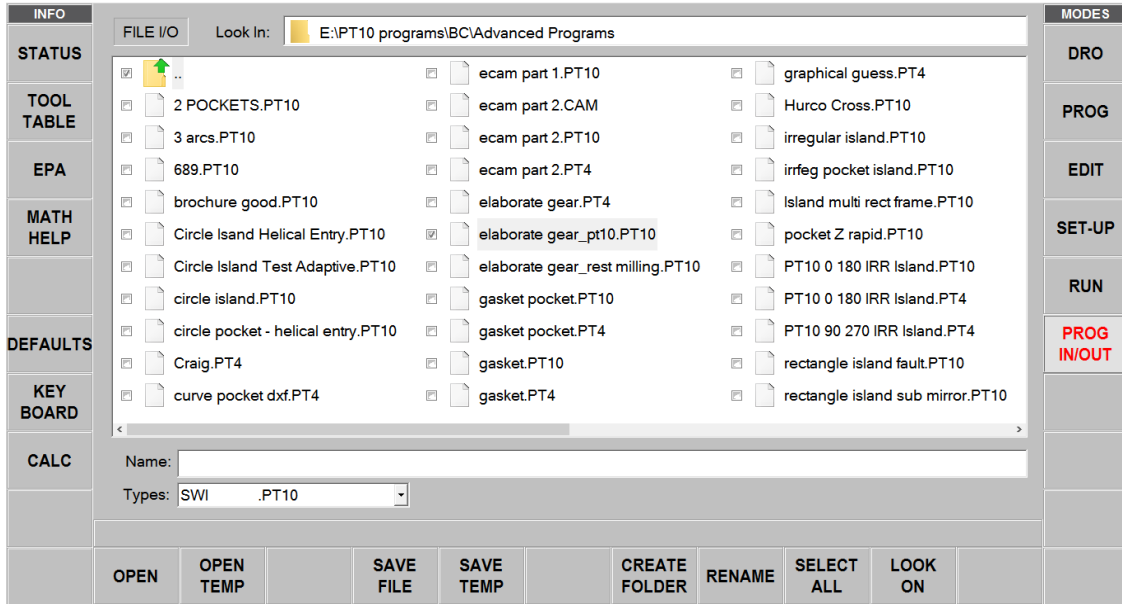 INFO
STATUS
TOOL
TABLE
EPA
MATH
HELP
DEFAULTS
KEY
BOARD
CALC
FILE I/O
Look In:
E:\PT10 programs\BC\Advanced Programs
..
2 POCKETS.PT10
3 arcs.PT10
689.PT10
brochure good.PT10
Circle Isand Helical Entry.PT10
Circle Island Test Adaptive.PT10
circle island.PT10
circle pocket - helical entry.PT10
Craig.PT4
curve pocket dxf.PT4
ecam part 1.PT10
ecam part 2.CAM
ecam part 2.PT10
ecam part 2.PT4
elaborate gear.PT4
elaborate gear_pt10.PT10
elaborate gear_rest milling.PT10
gasket pocket.PT10
gasket pocket.PT4
gasket.PT10
gasket.PT4
graphical guess.PT4
Hurco Cross.PT10
irregular island.PT10
irrfeg pocket island.PT10
Island multi rect frame.PT10
pocket Z rapid.PT10
PT10 0 180 IRR Island.PT10
PT10 0 180 IRR Island.PT4
PT10 90 270 IRR Island.PT4
rectangle island fault.PT10
rectangle island sub mirror.PT10
Name:
Types: SWI .PT10
OPEN
OPEN
TEMP
SAVE
FILE
SAVE
TEMP
CREATE
FOLDER
RENAME
SELECT
ALL
LOOK
ON
MODES
DRO
PROG
EDIT
SET-UP
RUN
PROG
IN/OUT